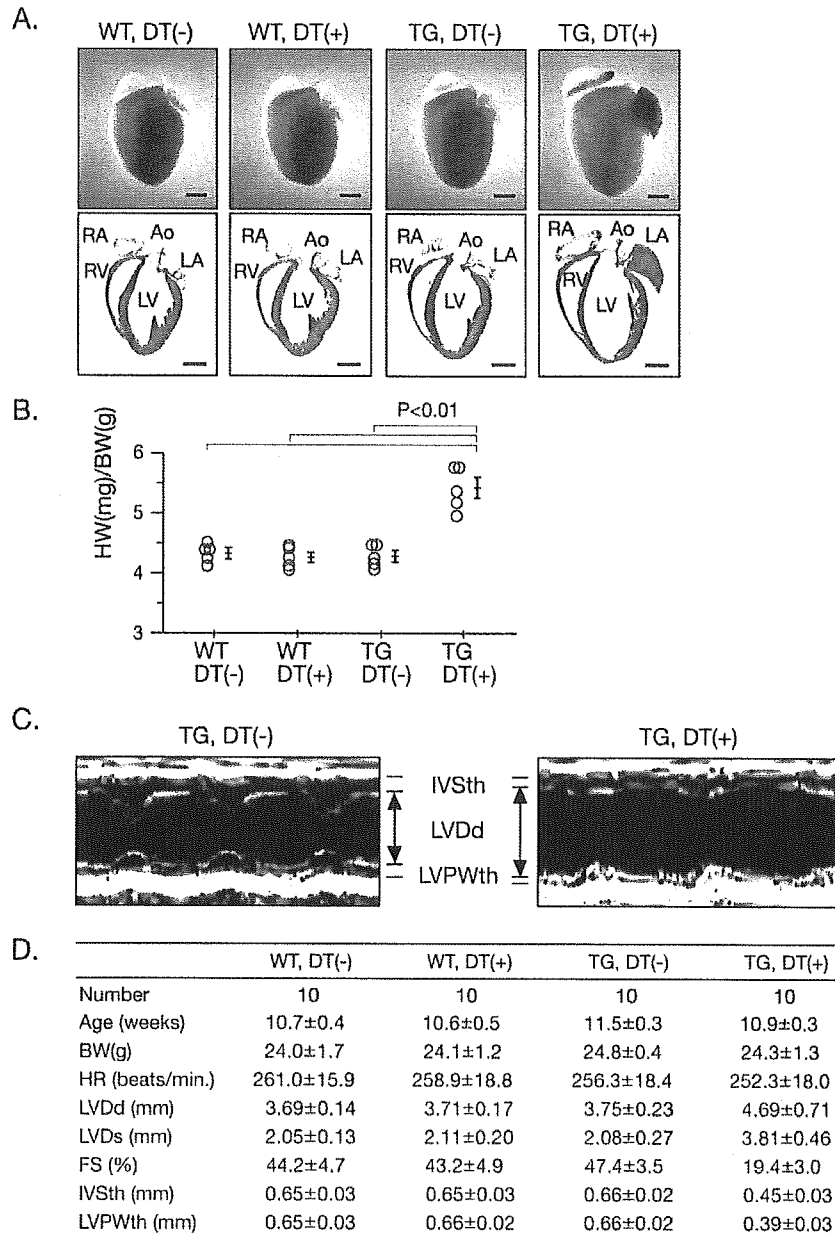 A.
WT, DT(-) WT, DT(+) TG, DT(-) TG, DT(+)
RA Ao LA RV LV
RA Ao LA RV LV
RA Ao LA RV LV
RA Ao LA RV LV
B.
P<0.01
HW(mg)/BW(g)
6
5
4
3
WT WT TG TG
DT(-) DT(+) DT(-) DT(+)
C.
TG, DT(-) TG, DT(+)
IVSth
LVDd
LVPWth
D.
WT, DT(-) WT, DT(+) TG, DT(-) TG, DT(+)
Number 10 10 10 10
Age (weeks) 10.7±0.4 10.6±0.5 11.5±0.3 10.9±0.3
BW(g) 24.0±1.7 24.1±1.2 24.8±0.4 24.3±1.3
HR (beats/min.) 261.0±15.9 258.9±18.8 256.3±18.4 252.3±18.0
LVDd (mm) 3.69±0.14 3.71±0.17 3.75±0.23 4.69±0.71
LVDs (mm) 2.05±0.13 2.11±0.20 2.08±0.27 3.81±0.46
FS (%) 44.2±4.7 43.2±4.9 47.4±3.5 19.4±3.0
IVSth (mm) 0.65±0.03 0.65±0.03 0.66±0.02 0.45±0.03
LVPWth (mm) 0.65±0.03 0.66±0.02 0.66±0.02 0.39±0.03